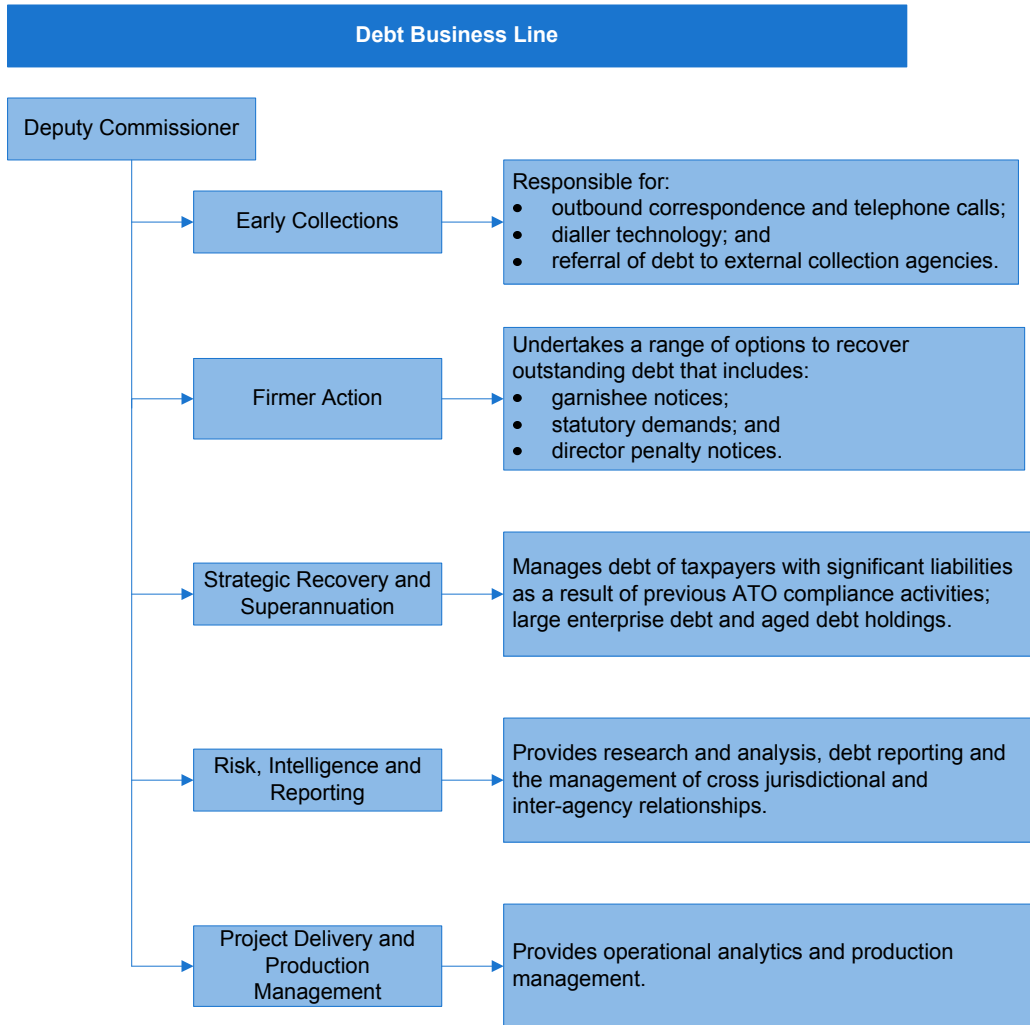 Debt Business Line
Deputy Commissioner
Early Collections
Responsible for:
• outbound correspondence and telephone calls;
• dialler technology; and
• referral of debt to external collection agencies.
Firmer Action
Undertakes a range of options to recover
outstanding debt that includes:
• garnishee notices;
• statutory demands; and
• director penalty notices.
Strategic Recovery and
Superannuation
Manages debt of taxpayers with significant liabilities
as a result of previous ATO compliance activities;
large enterprise debt and aged debt holdings.
Risk, Intelligence and
Reporting
Provides research and analysis, debt reporting and
the management of cross jurisdictional and
inter-agency relationships.
Project Delivery and
Production
Management
Provides operational analytics and production
management.